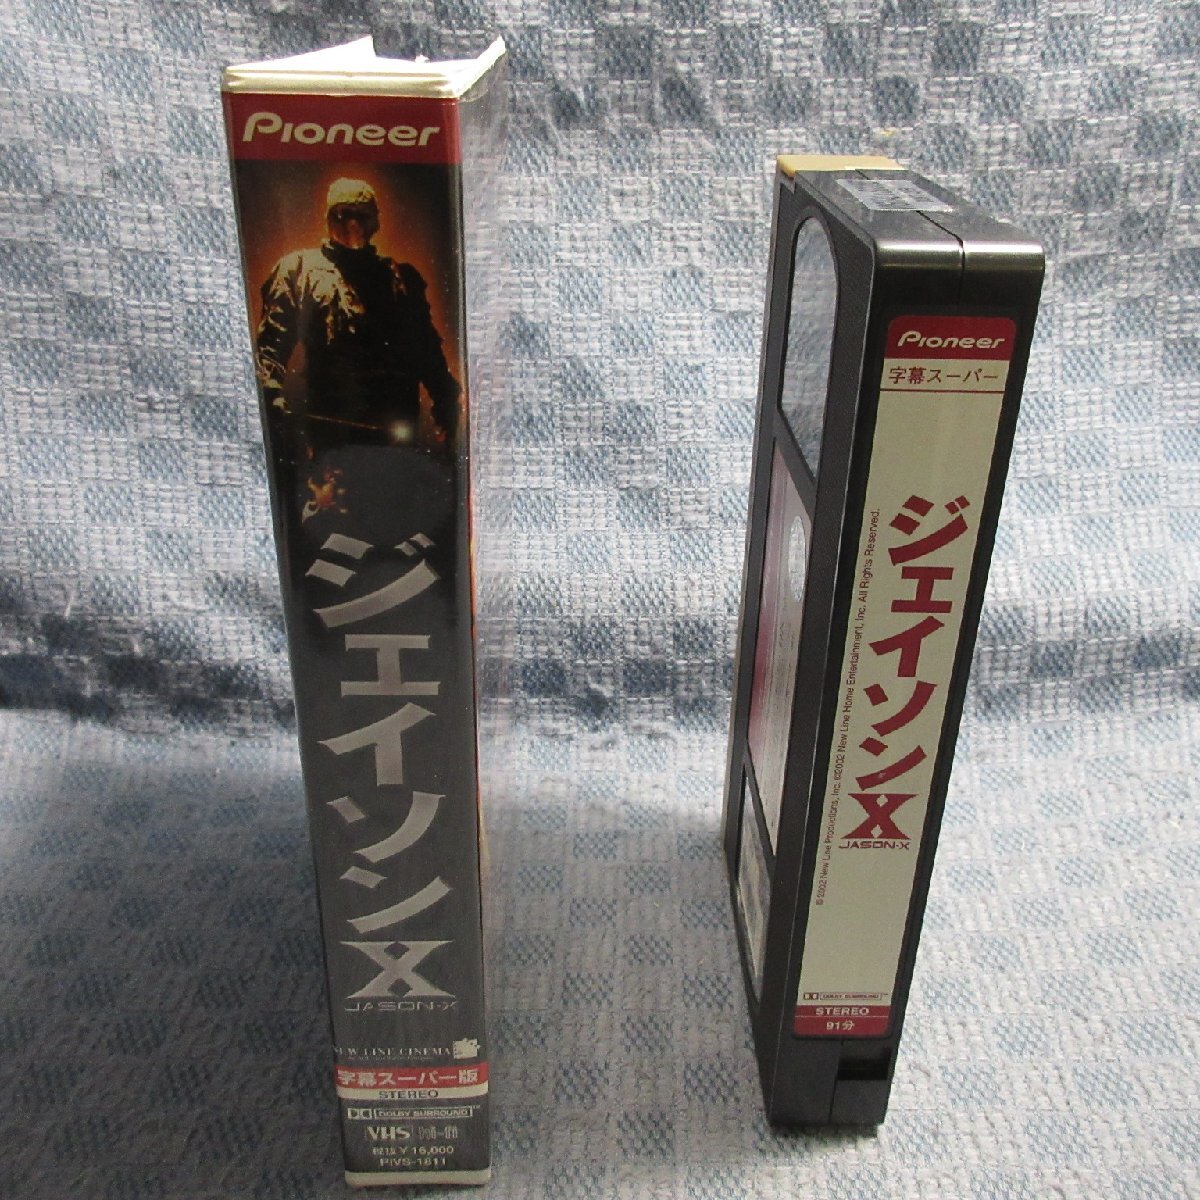 Pioneer
ジェイソンX
JASON-X
NEW LINE CINEMA
字幕スーパー版
STEREO
DOLBY SURROUND
VHS hi-fi
税抜¥16,000
PIVS-1811
Pioneer
字幕スーパー
ジェイソンX
JASON-X
©2002 New Line Productions, Inc. ©2002 New Line Home Entertainment, Inc. All Rights Reserved.
DOLBY SURROUND
STEREO
91分